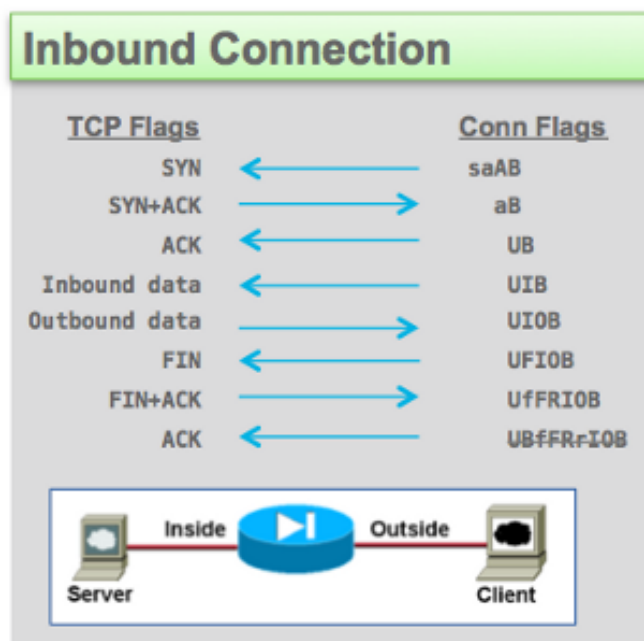 Inbound Connection
TCP Flags Conn Flags
SYN saAB
SYN+ACK aB
ACK UB
Inbound data UIB
Outbound data UIOB
FIN UFIOB
FIN+ACK UfFRIOB
ACK UBfFRrIOB
Inside Outside
Server Client